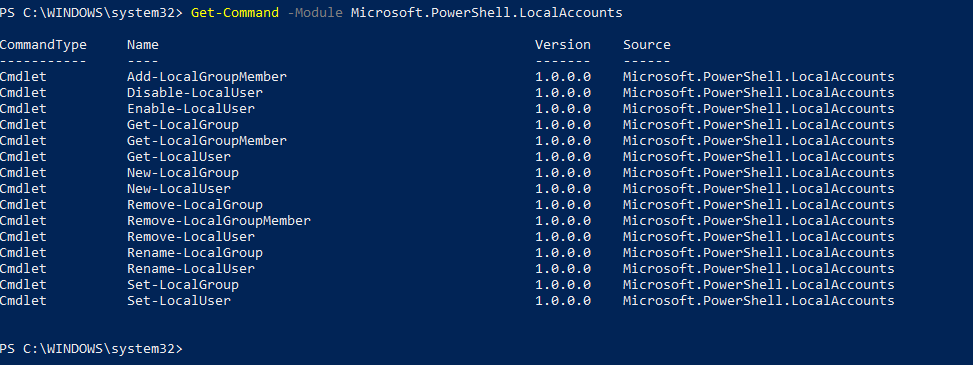 PS C:\WINDOWS\system32> Get-Command -Module Microsoft.PowerShell.LocalAccounts
CommandType Name Version Source
----------- ---- ------- ------
Cmdlet Add-LocalGroupMember 1.0.0.0 Microsoft.PowerShell.LocalAccounts
Cmdlet Disable-LocalUser 1.0.0.0 Microsoft.PowerShell.LocalAccounts
Cmdlet Enable-LocalUser 1.0.0.0 Microsoft.PowerShell.LocalAccounts
Cmdlet Get-LocalGroup 1.0.0.0 Microsoft.PowerShell.LocalAccounts
Cmdlet Get-LocalGroupMember 1.0.0.0 Microsoft.PowerShell.LocalAccounts
Cmdlet Get-LocalUser 1.0.0.0 Microsoft.PowerShell.LocalAccounts
Cmdlet New-LocalGroup 1.0.0.0 Microsoft.PowerShell.LocalAccounts
Cmdlet New-LocalUser 1.0.0.0 Microsoft.PowerShell.LocalAccounts
Cmdlet Remove-LocalGroup 1.0.0.0 Microsoft.PowerShell.LocalAccounts
Cmdlet Remove-LocalGroupMember 1.0.0.0 Microsoft.PowerShell.LocalAccounts
Cmdlet Remove-LocalUser 1.0.0.0 Microsoft.PowerShell.LocalAccounts
Cmdlet Rename-LocalGroup 1.0.0.0 Microsoft.PowerShell.LocalAccounts
Cmdlet Rename-LocalUser 1.0.0.0 Microsoft.PowerShell.LocalAccounts
Cmdlet Set-LocalGroup 1.0.0.0 Microsoft.PowerShell.LocalAccounts
Cmdlet Set-LocalUser 1.0.0.0 Microsoft.PowerShell.LocalAccounts
PS C:\WINDOWS\system32>